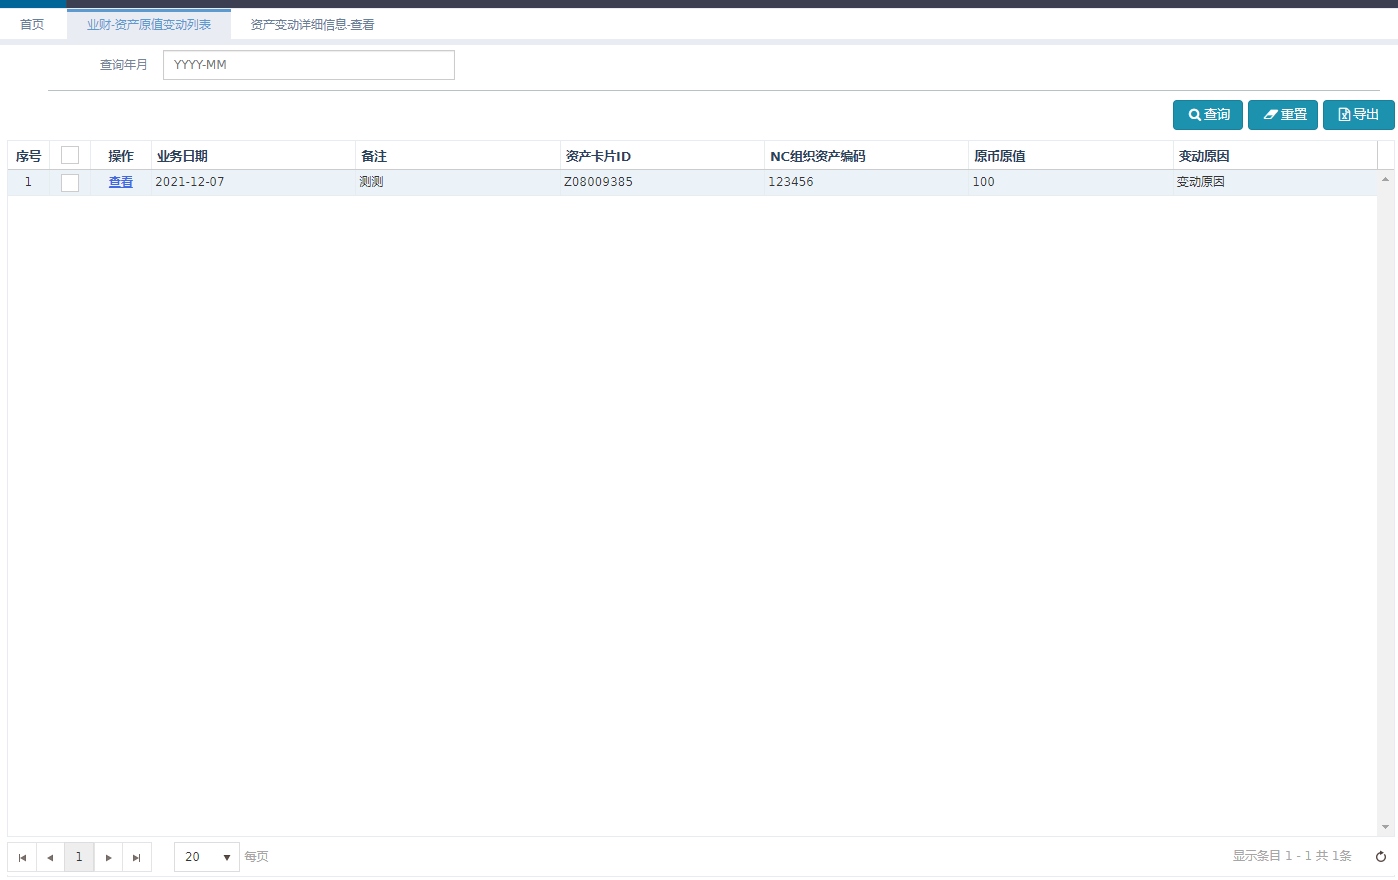 首页 业财-资产原值变动列表 资产变动详细信息-查看
查询年月 YYYY-MM
查询 重置 导出
序号 操作 业务日期 备注 资产卡片ID NC组织资产编码 原币原值 变动原因
1 查看 2021-12-07 测测 Z08009385 123456 100 变动原因
1 20 每页 显示条目 1 - 1 共 1条